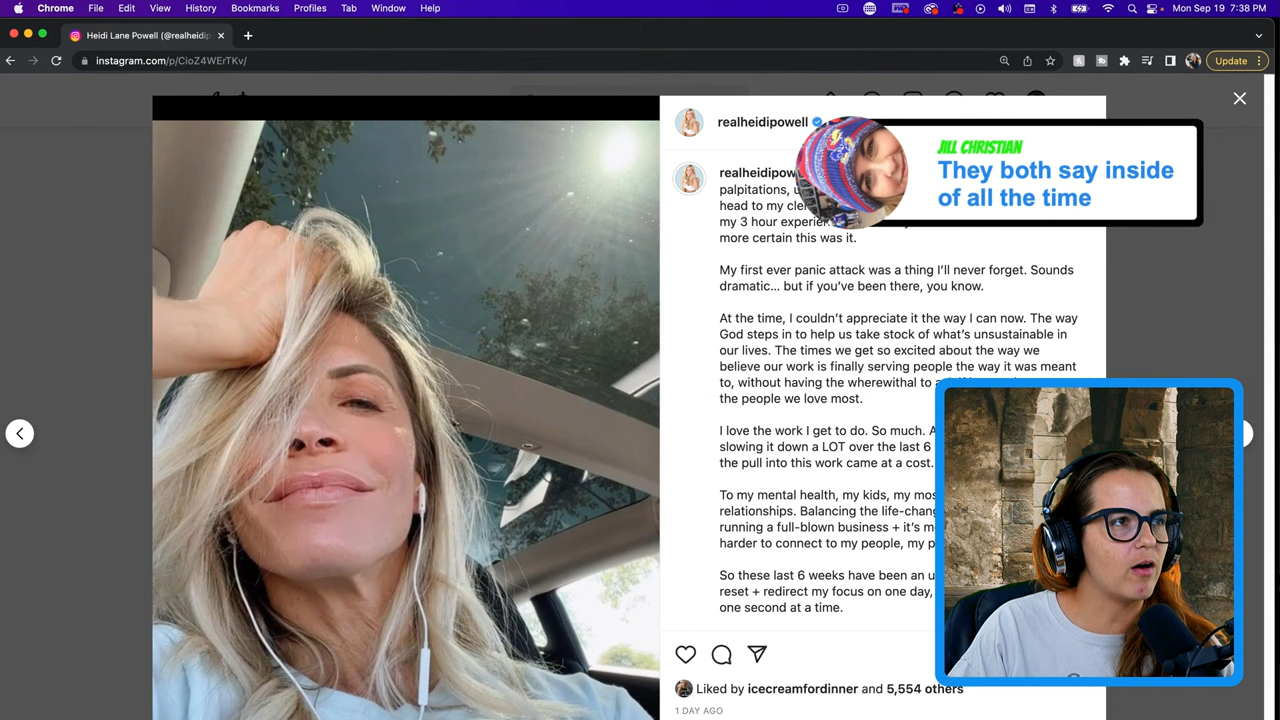 Chrome File Edit View History Bookmarks Profiles Tab Window Help
Mon Sep 19 7:38 PM
Heidi Lane Powell (@realheidip
instagram.com/p/CioZ4WErTKv/
Update
realheidipowell
JILL CHRISTIAN
They both say inside
of all the time
realheidipow
palpitations, u
head to my cle
my 3 hour experie
more certain this was it.
My first ever panic attack was a thing I'll never forget. Sounds
dramatic... but if you've been there, you know.
At the time, I couldn't appreciate it the way I can now. The way
God steps in to help us take stock of what's unsustainable in
our lives. The times we get so excited about the way we
believe our work is finally serving people the way it was meant
to, without having the wherewithal to
the people we love most.
I love the work I get to do. So much. A
slowing it down a LOT over the last 6
the pull into this work came at a cost.
To my mental health, my kids, my mos
relationships. Balancing the life-chan
running a full-blown business + it's m
harder to connect to my people, my p
So these last 6 weeks have been an u
reset + redirect my focus on one day,
one second at a time.
Liked by icecreamfordinner and 5,554 others
1 DAY AGO